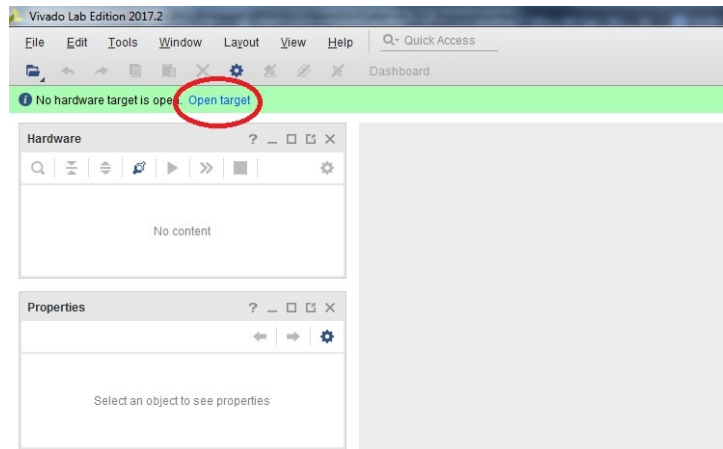 Vivado Lab Edition 2017.2
File Edit Tools Window Layout View Help Quick Access
Dashboard
No hardware target is open. Open target
Hardware ? _
No content
Properties ? _
Select an object to see properties